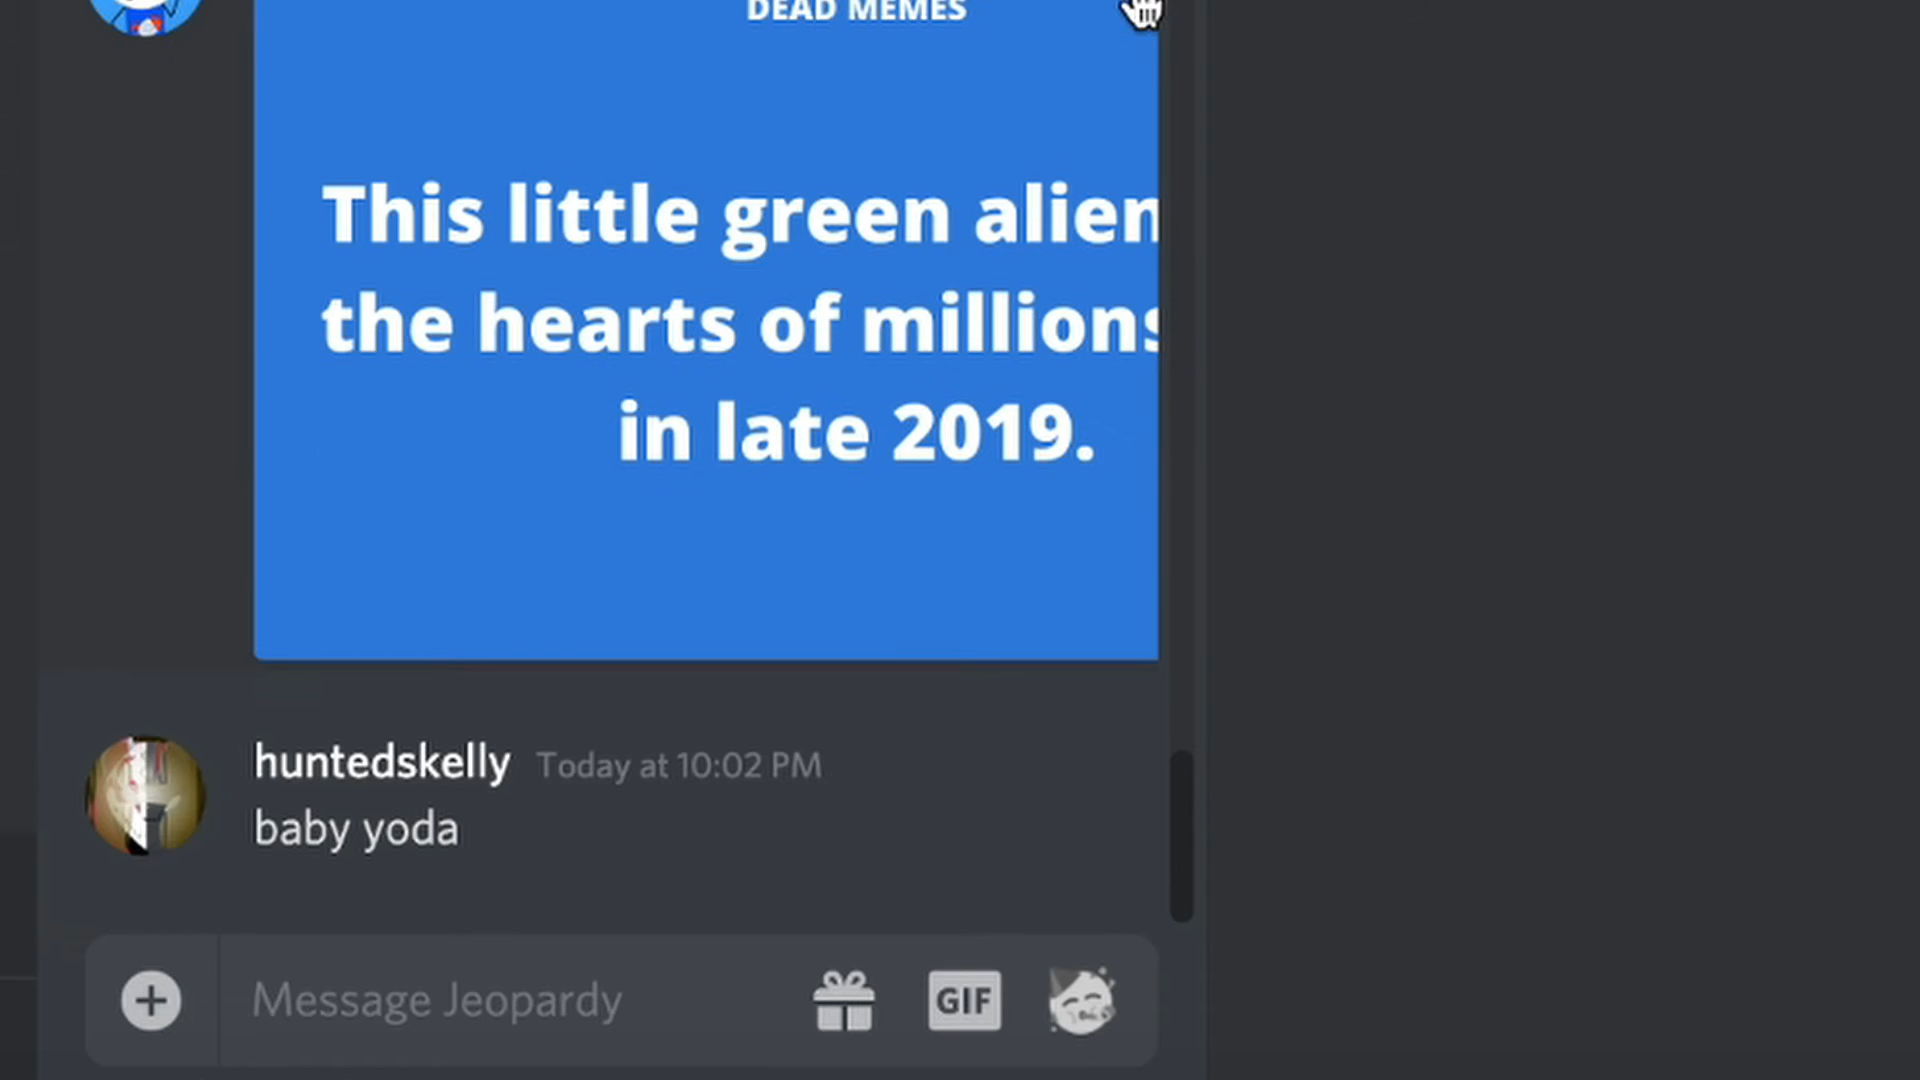 DEAD MEMES
This little green alien
the hearts of millions
in late 2019.
huntedskelly Today at 10:02 PM
baby yoda
Message Jeopardy
GIF